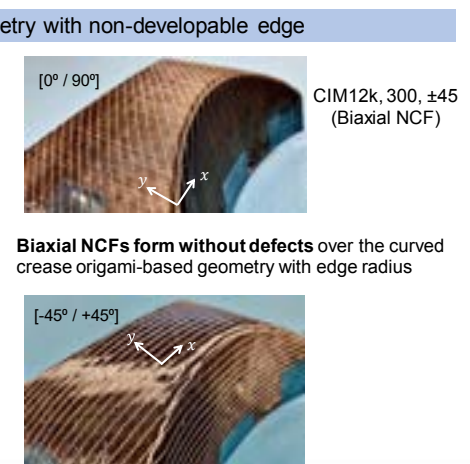 etry with non-developable edge
[0º / 90º]
CIM12k, 300, ±45
(Biaxial NCF)
y x
Biaxial NCFs form without defects over the curved
crease origami-based geometry with edge radius
[-45º / +45º]
y x